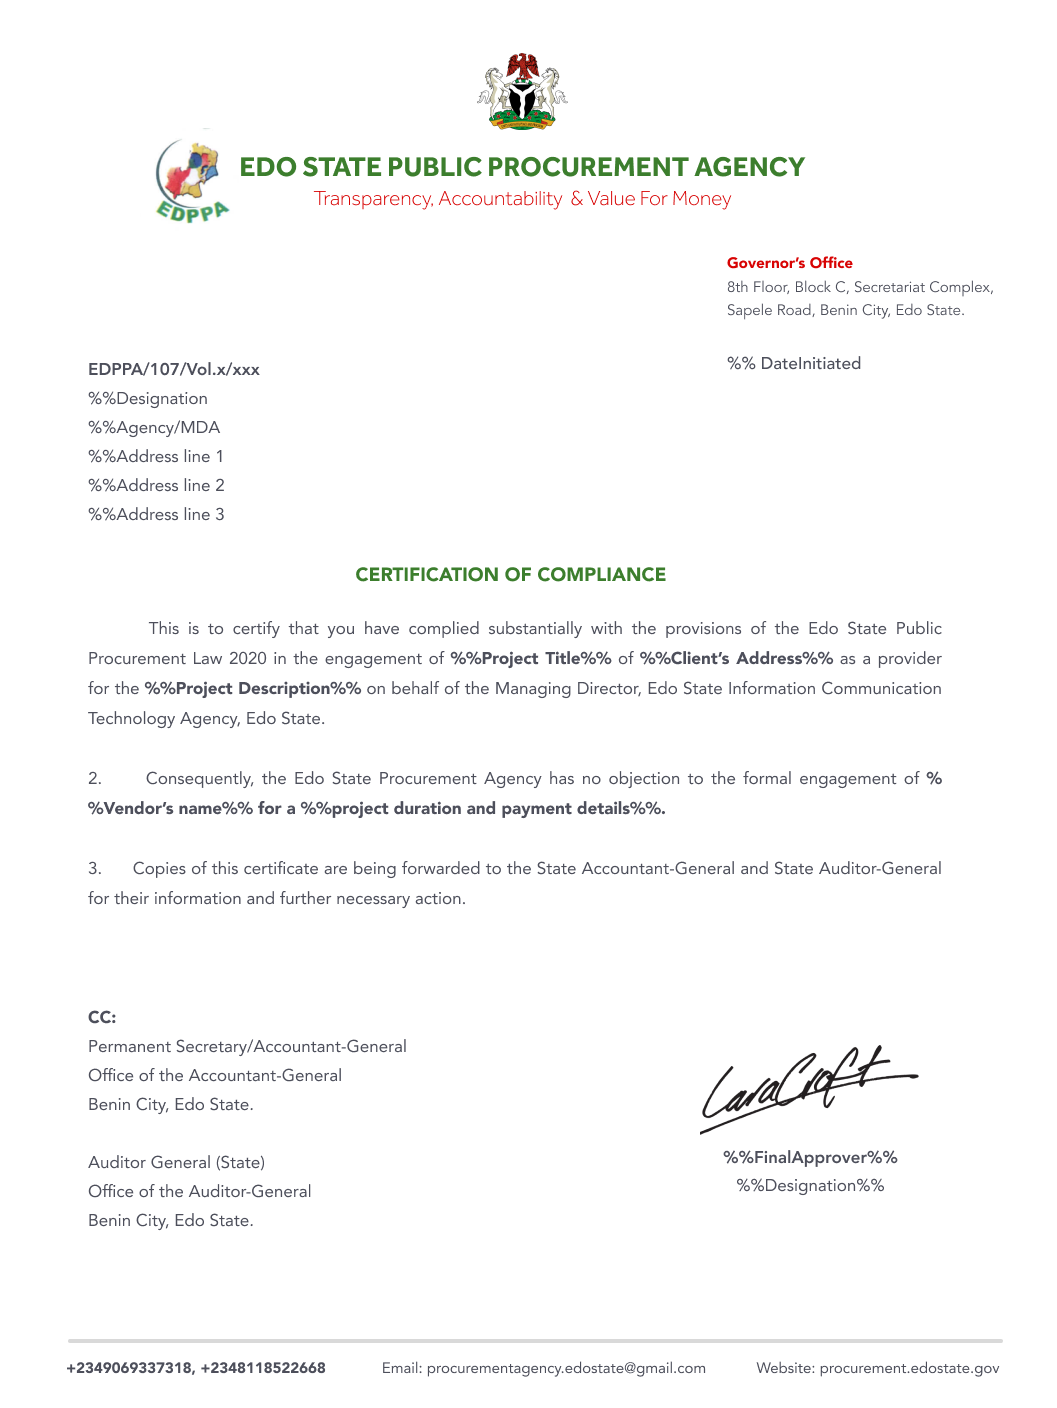 EDPPA
EDO STATE PUBLIC PROCUREMENT AGENCY
Transparency, Accountability & Value For Money
Governor’s Office
8th Floor, Block C, Secretariat Complex,
Sapele Road, Benin City, Edo State.
%% DateInitiated
EDPPA/107/Vol.x/xxx
%%Designation
%%Agency/MDA
%%Address line 1
%%Address line 2
%%Address line 3
CERTIFICATION OF COMPLIANCE
This is to certify that you have complied substantially with the provisions of the Edo State Public
Procurement Law 2020 in the engagement of %%Project Title%% of %%Client’s Address%% as a provider
for the %%Project Description%% on behalf of the Managing Director, Edo State Information Communication
Technology Agency, Edo State.
2. Consequently, the Edo State Procurement Agency has no objection to the formal engagement of %
%Vendor’s name%% for a %%project duration and payment details%%.
3. Copies of this certificate are being forwarded to the State Accountant-General and State Auditor-General
for their information and further necessary action.
CC:
Permanent Secretary/Accountant-General
Office of the Accountant-General
Benin City, Edo State.
Auditor General (State)
Office of the Auditor-General
Benin City, Edo State.
LaraCroft
%%FinalApprover%%
%%Designation%%
+2349069337318, +2348118522668
Email: procurementagency.edostate@gmail.com
Website: procurement.edostate.gov